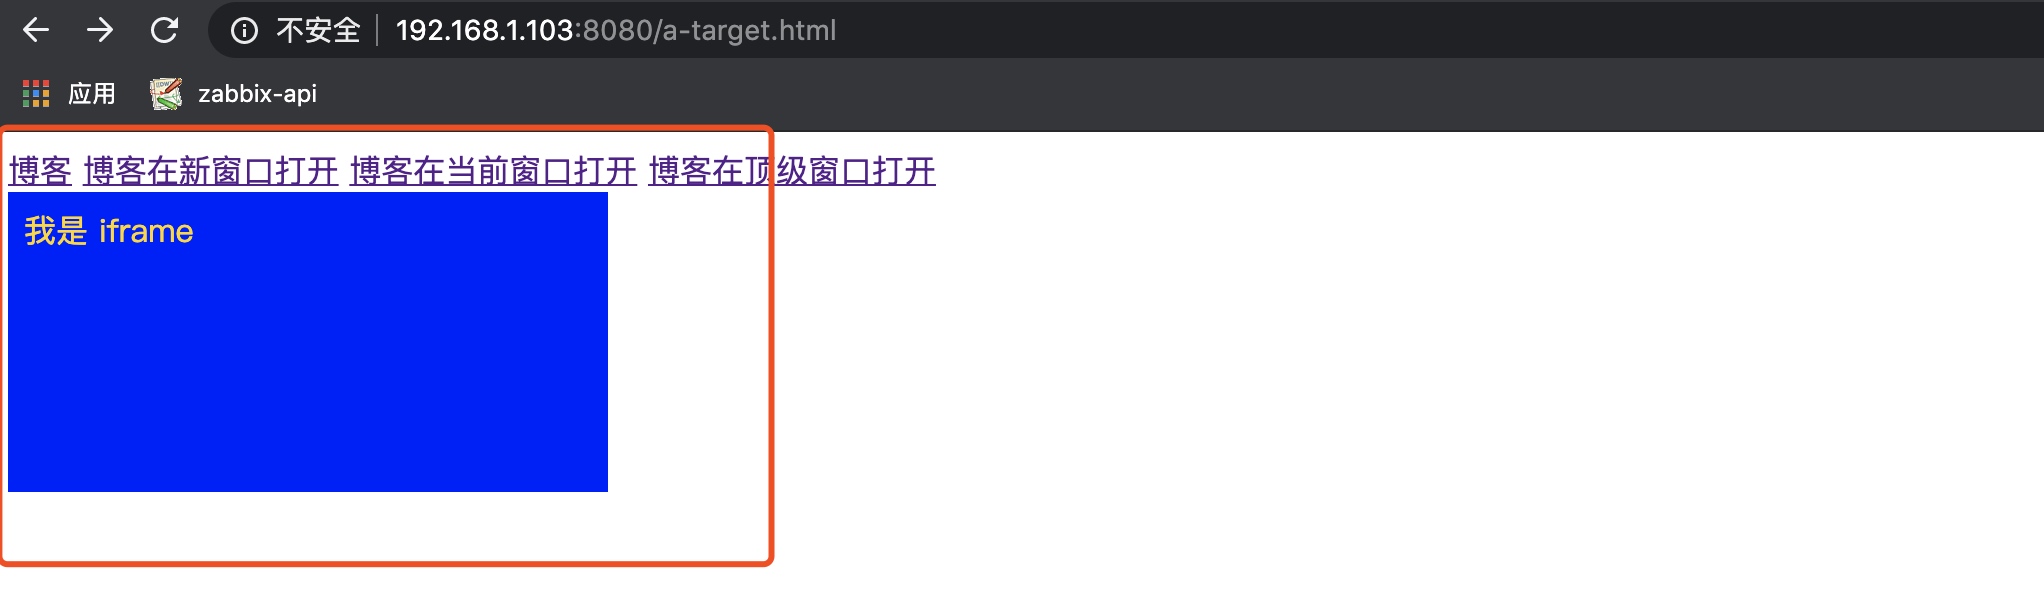 不安全 192.168.1.103:8080/a-target.html
应用 zabbix-api
博客 博客在新窗口打开 博客在当前窗口打开 博客在顶级窗口打开
我是 iframe